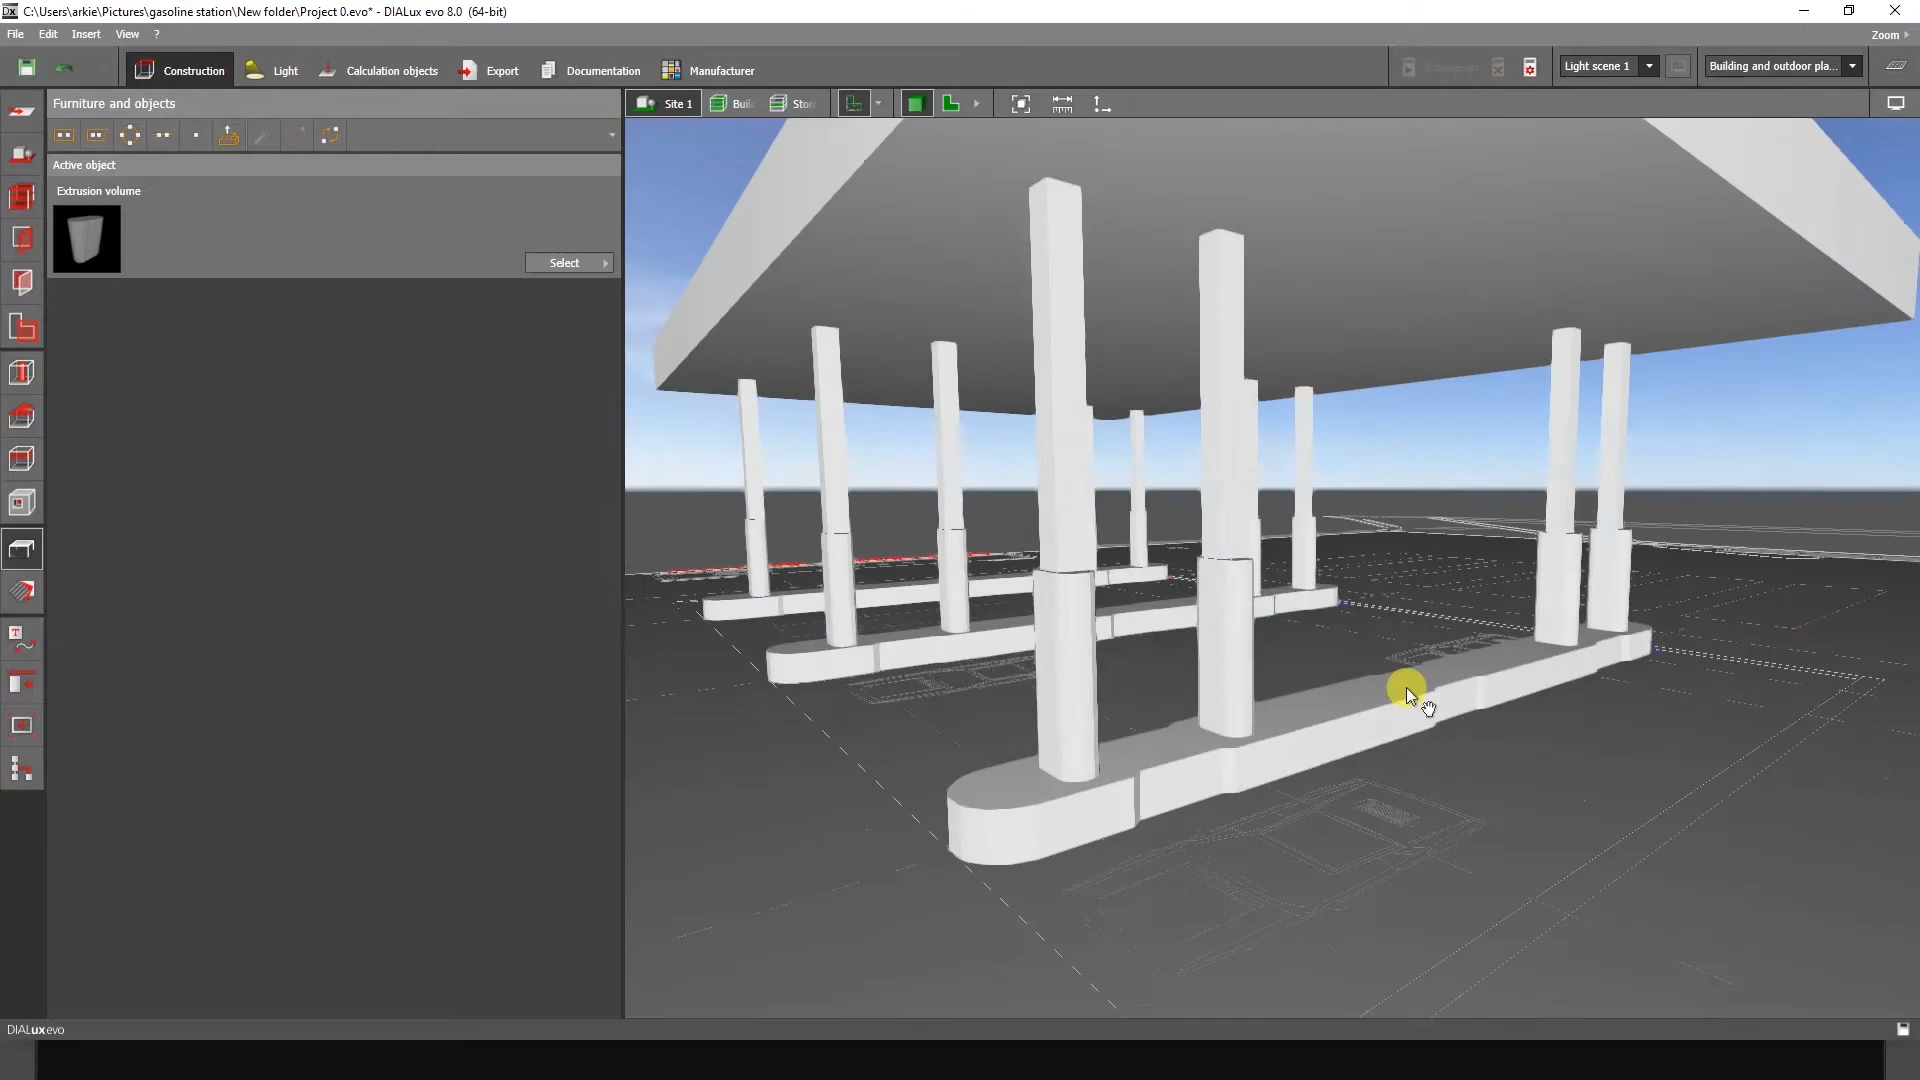 C:\Users\arkie\Pictures\gasoline station\New folder\Project 0.evo* - DIALux evo 8.0 (64-bit)
File Edit Insert View ?
Zoom
Construction Light Calculation objects Export Documentation Manufacturer
Light scene 1
Building and outdoor pla...
Furniture and objects
Site 1
Active object
Extrusion volume
Select
DIALux evo